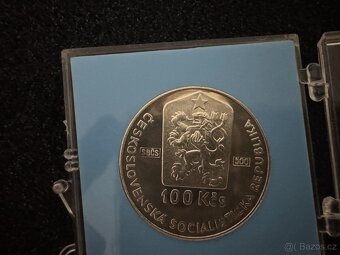 ČESKOSLOVENSKÁ SOCIALISTICKÁ REPUBLIKA
100 Kčs
bazos.cz